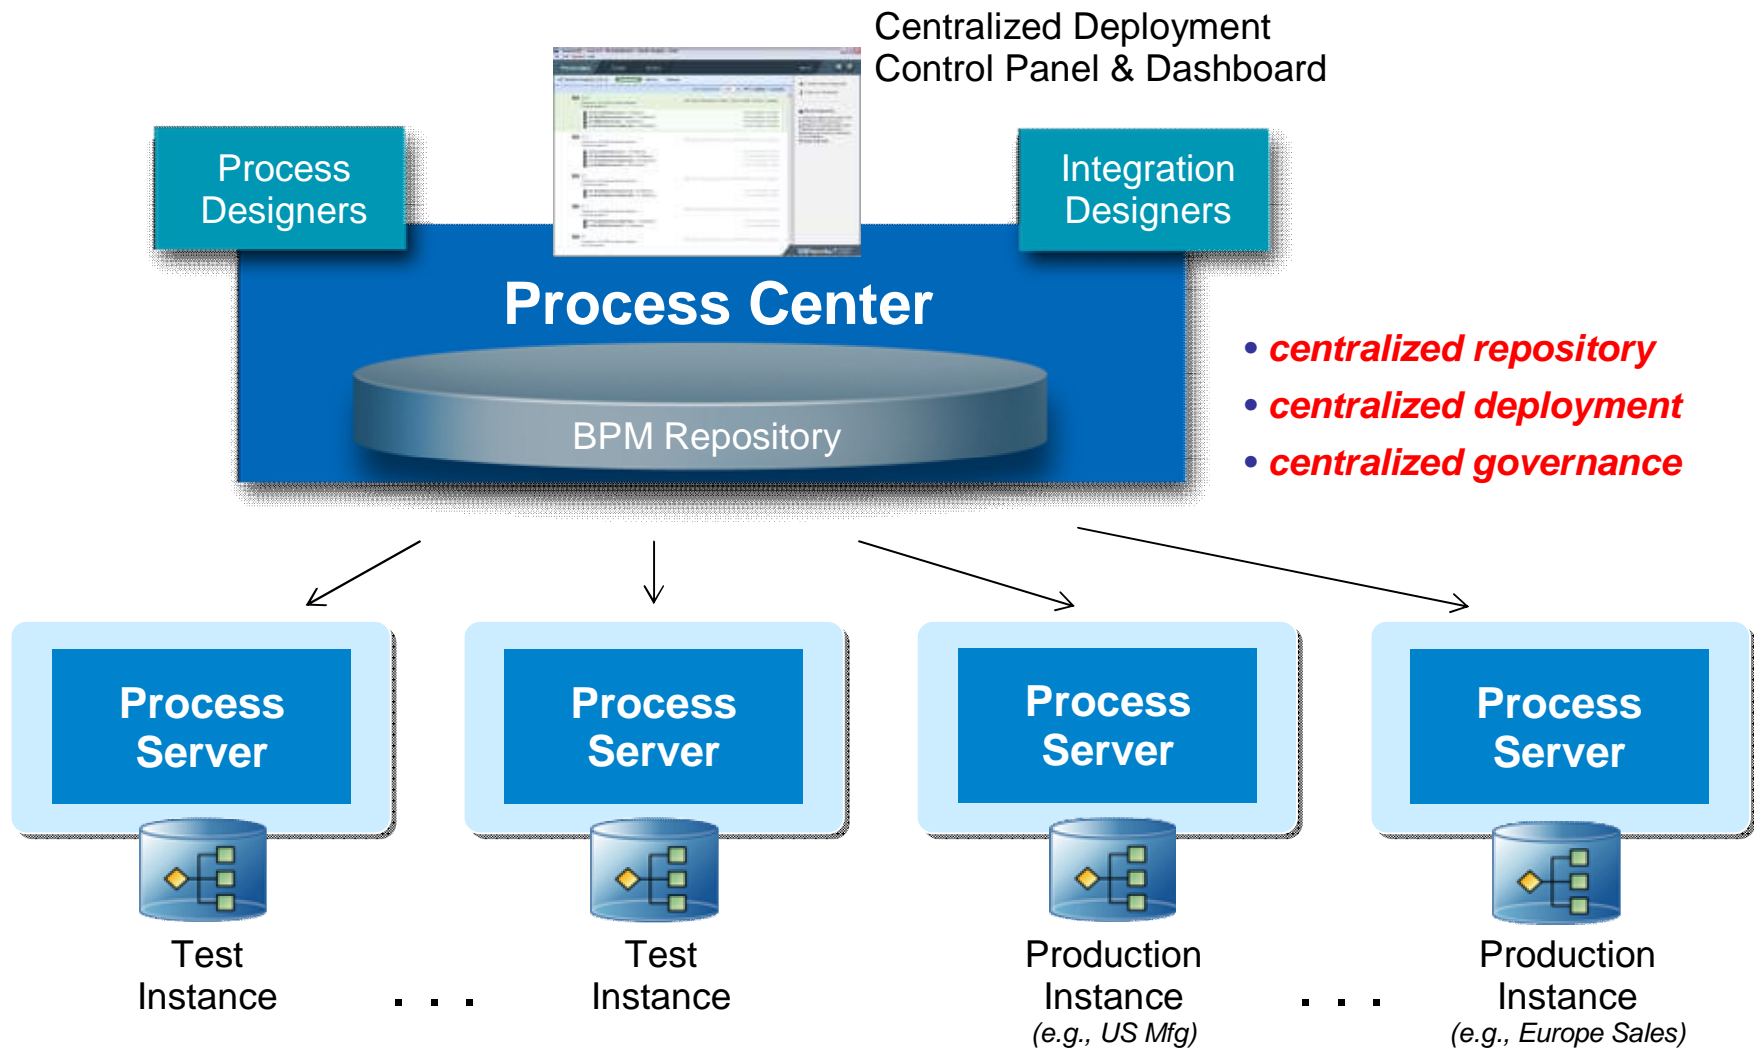 Centralized Deployment
Control Panel & Dashboard
Process
Designers
Integration
Designers
Process Center
BPM Repository
• centralized repository
• centralized deployment
• centralized governance
Process
Server
Process
Server
Process
Server
Process
Server
Test
Instance
. . .
Test
Instance
Production
Instance
(e.g., US Mfg)
. . .
Production
Instance
(e.g., Europe Sales)